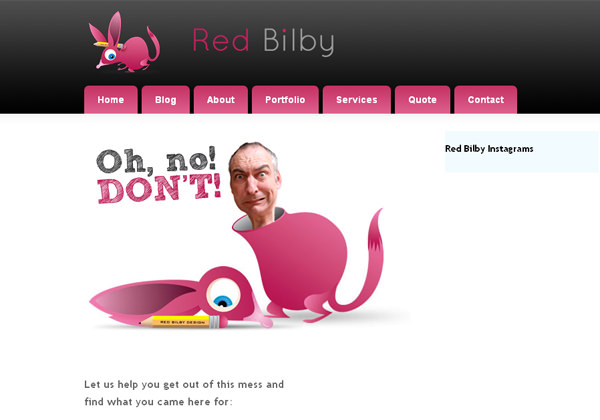 Red Bilby
Home Blog About Portfolio Services Quote Contact
Oh, no!
DON'T!
Red Bilby Instagrams
RED BILBY DESIGN
Let us help you get out of this mess and
find what you came here for: